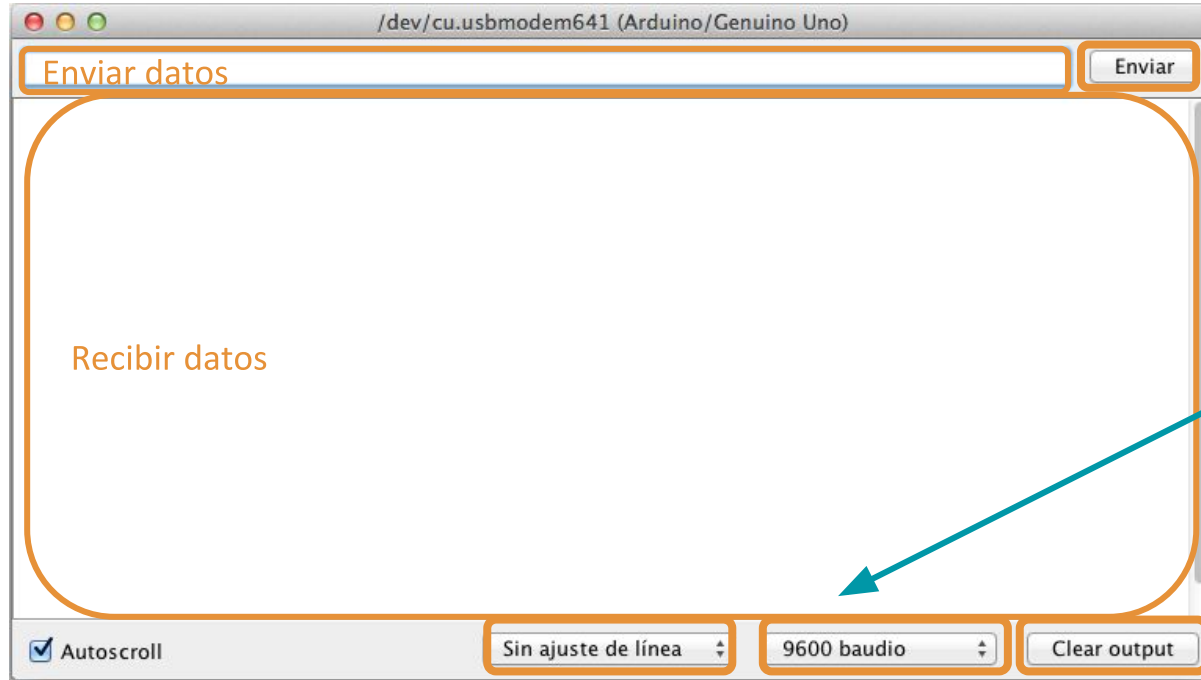 /dev/cu.usbmodem641 (Arduino/Genuino Uno)
Enviar datos
Enviar
Recibir datos
Autoscroll
Sin ajuste de línea
9600 baudio
Clear output